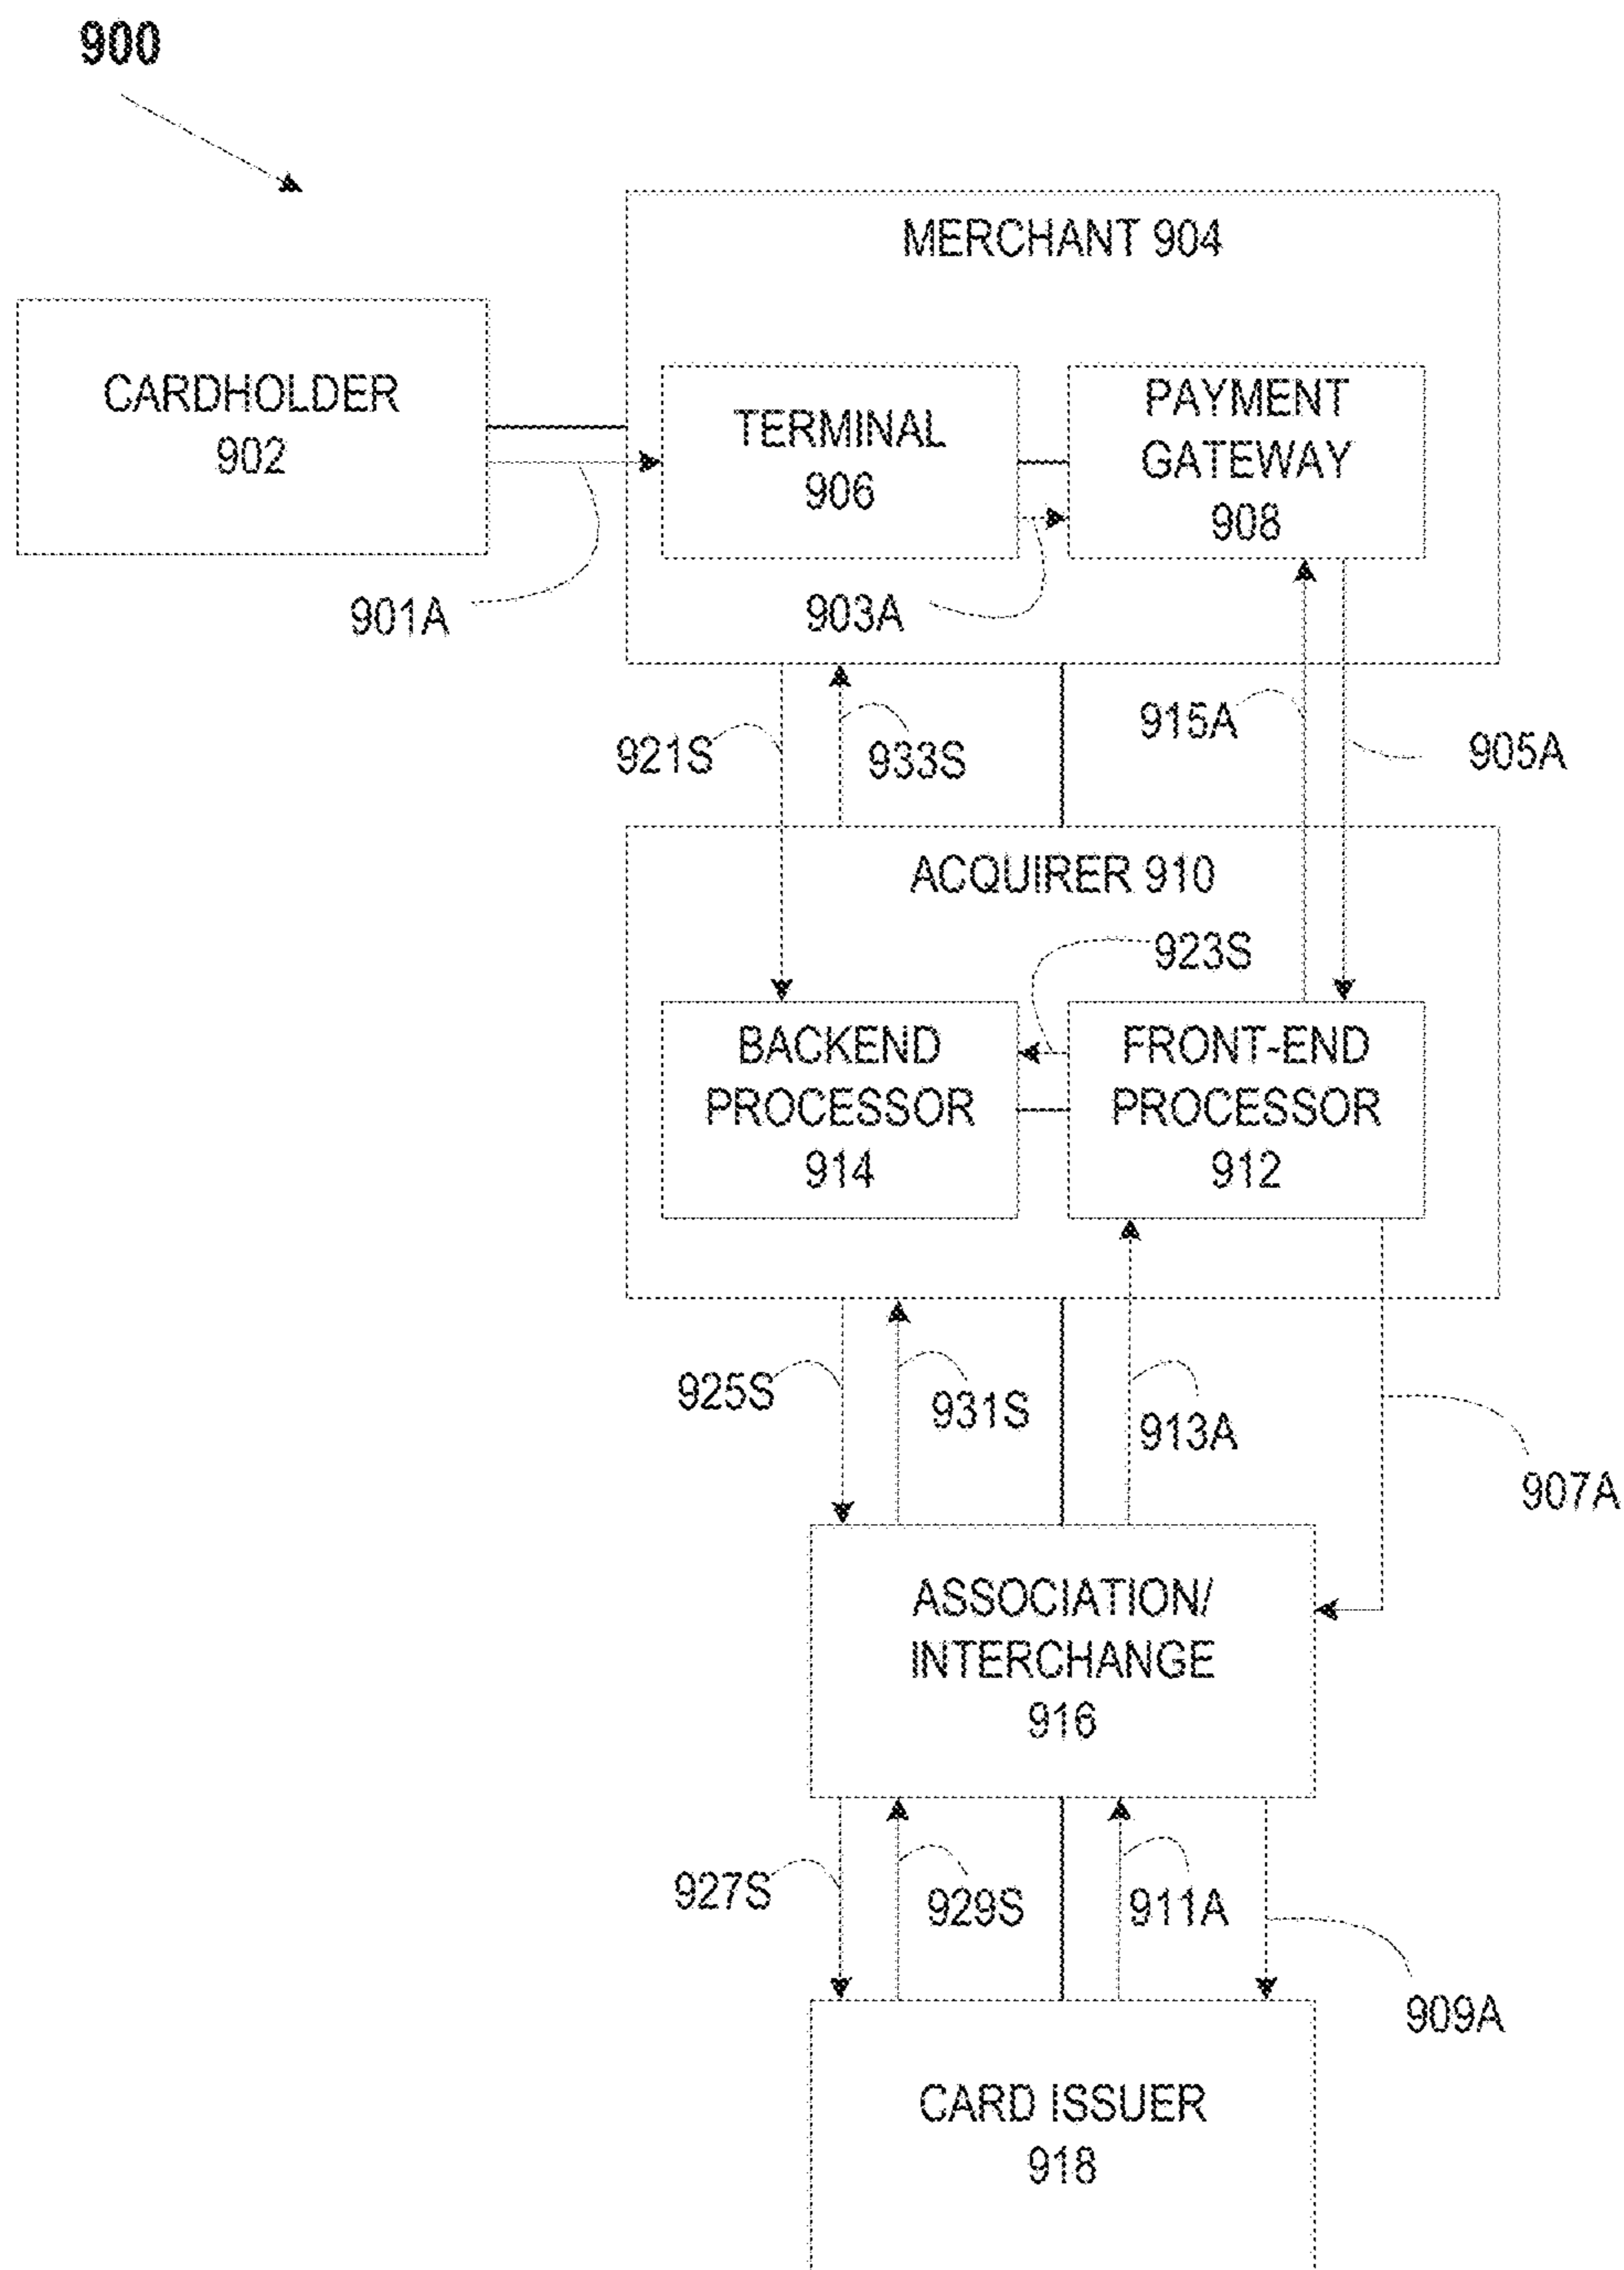 900
MERCHANT 904
CARDHOLDER
902
TERMINAL
906
PAYMENT
GATEWAY
908
901A
903A
921S
933S
915A
905A
ACQUIRER 910
923S
BACKEND
PROCESSOR
914
FRONT-END
PROCESSOR
912
925S
931S
913A
907A
ASSOCIATION/
INTERCHANGE
916
927S
929S
911A
909A
CARD ISSUER
918